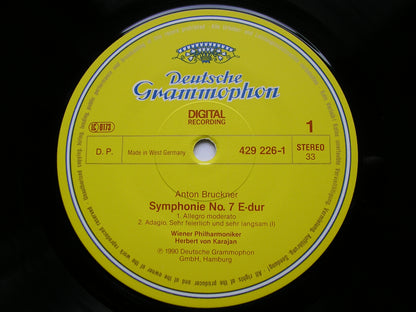 Deutsche
Grammophon
DIGITAL
RECORDING
LC 0173
1
D. P.
Made in West Germany
429 226-1
STEREO
33
Anton Bruckner
Symphonie No. 7 E-dur
1. Allegro moderato
2. Adagio. Sehr feierlich und sehr langsam (I)
Wiener Philharmoniker
Herbert von Karajan
℗ 1990 Deutsche Grammophon
GmbH, Hamburg